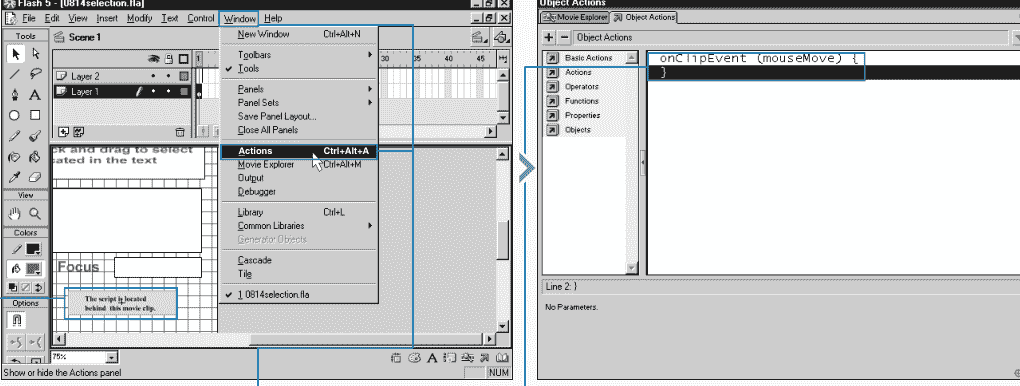 Flash 5 - [0814selection.fla]
File Edit View Insert Modify Text Control Window Help
Tools
View
Colors
Options
Scene 1
1 30 35 40 45
Layer 2
Layer 1
ck and drag to select
cated in the text
Focus
The script is located
behind this movie clip.
75%
New Window Ctrl+Alt+N
Toolbars
Tools
Panels
Panel Sets
Save Panel Layout...
Close All Panels
Actions Ctrl+Alt+A
Movie Explorer Ctrl+Alt+M
Output
Debugger
Library Ctrl+L
Common Libraries
Generator Objects
Cascade
Tile
1 0814selection.fla
Show or hide the Actions panel NUM
Object Actions
Movie Explorer Object Actions
+ - Object Actions
Basic Actions
Actions
Operators
Functions
Properties
Objects
onClipEvent (mouseMove) {
}
Line 2: }
No Parameters.